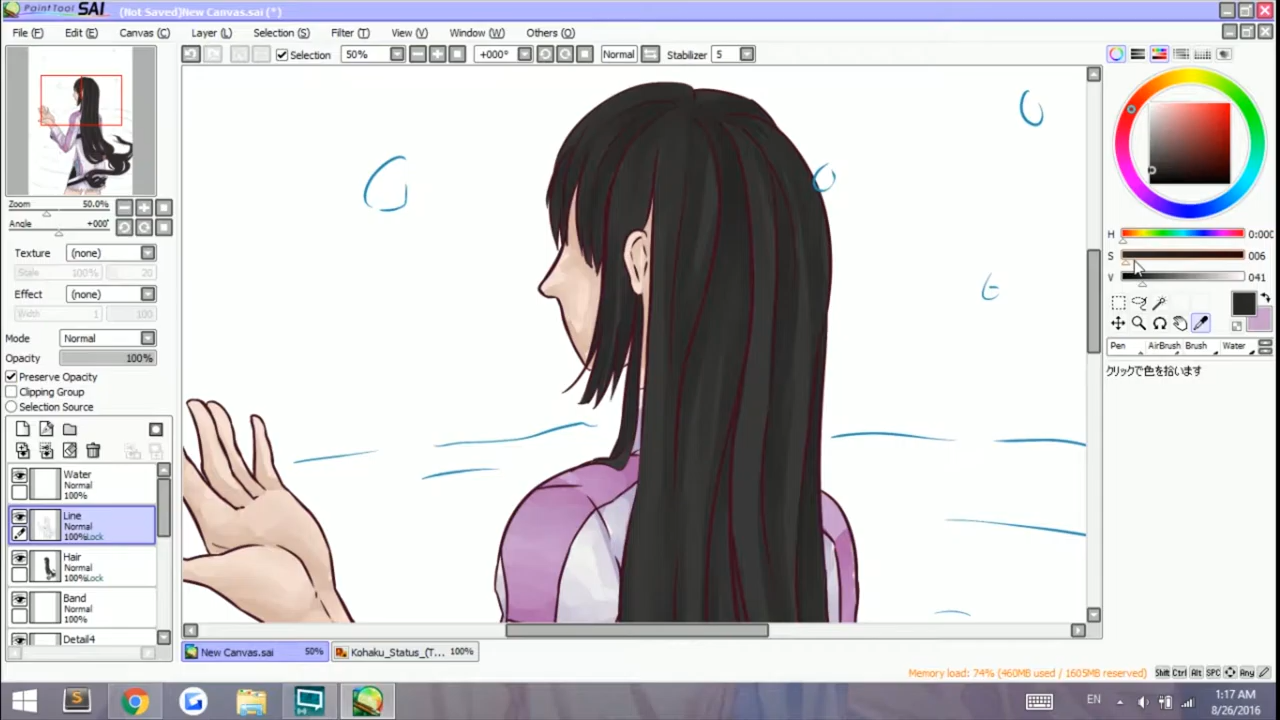 PaintTool SAI (Not Saved)New Canvas.sai (*)
File (F) Edit (E) Canvas (C) Layer (L) Selection (S) Filter (T) View (V) Window (W) Others (O)
Selection 50% +000° Normal Stabilizer 5
Zoom 50.0%
Angle +000°
Texture (none)
Scale 100% 20
Effect (none)
Width 1 100
Mode Normal
Opacity 100%
Preserve Opacity
Clipping Group
Selection Source
Water
Normal
100%
Line
Normal
100%Lock
Hair
Normal
100%Lock
Band
Normal
100%
Detail4
H 0:000
S 006
V 041
Pen AirBrush Brush Water
クリックで色を拾います
New Canvas.sai 50% Kohaku_Status_(T... 100%
Memory load: 74% (460MB used / 1605MB reserved) Shift Ctrl Alt SPC Any
S EN 1:17 AM
8/26/2016